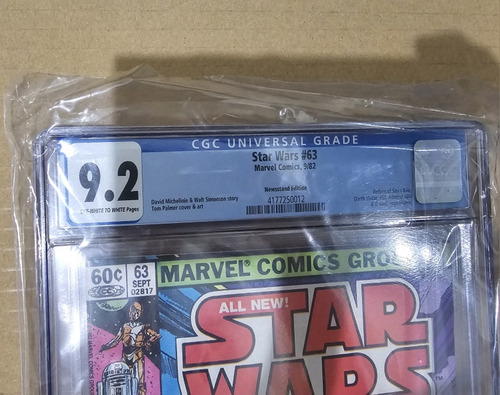 CGC UNIVERSAL GRADE
9.2
OFF-WHITE TO WHITE Pages
Star Wars #63
Marvel Comics, 9/82
Newsstand Edition
David Michelinie & Walt Simonson story
Tom Palmer cover & art
4177250012
60¢
63
SEPT
02817
MARVEL® COMICS GROUP
ALL NEW!
STAR
WARS
TM